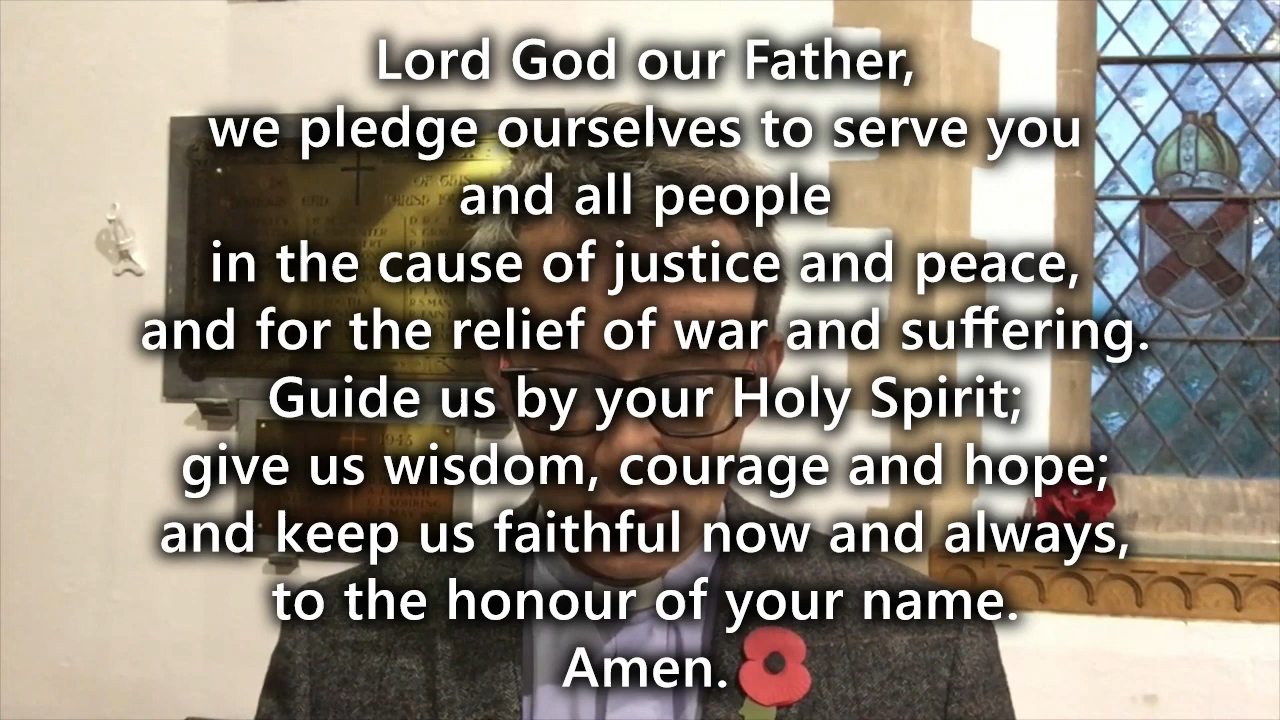 Lord God our Father,
we pledge ourselves to serve you
and all people
in the cause of justice and peace,
and for the relief of war and suffering.
Guide us by your Holy Spirit;
give us wisdom, courage and hope;
and keep us faithful now and always,
to the honour of your name.
Amen.
1945